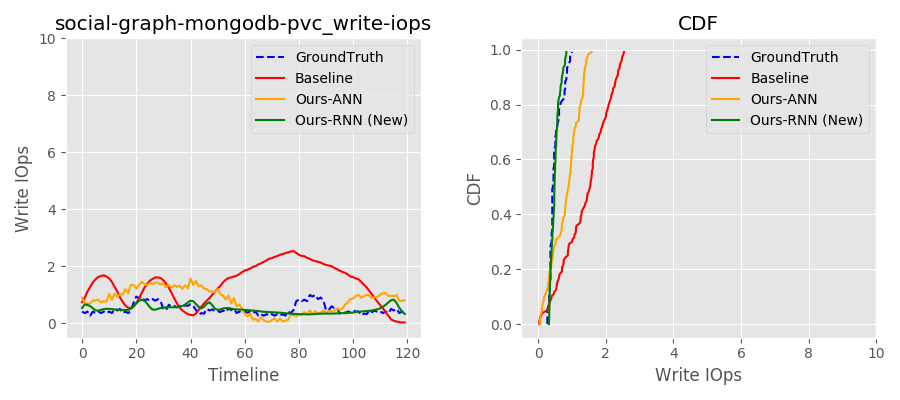 social-graph-mongodb-pvc_write-iops
10
8
6
4
2
0
Write IOps
0
20
40
60
80
100
120
Timeline
GroundTruth
Baseline
Ours-ANN
Ours-RNN (New)
CDF
1.0
0.8
0.6
0.4
0.2
0.0
CDF
0
2
4
6
8
10
Write IOps
GroundTruth
Baseline
Ours-ANN
Ours-RNN (New)